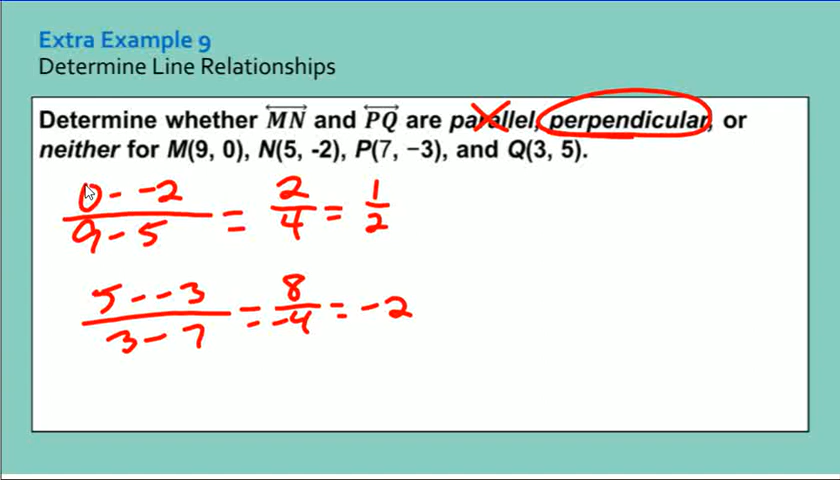 Extra Example 9
Determine Line Relationships
Determine whether MN and PQ are parallel, perpendicular, or
neither for M(9, 0), N(5, -2), P(7, −3), and Q(3, 5).
0 - -2
9 - 5
= 2/4 = 1/2
5 - -3
3 - 7
= 8/-4 = -2